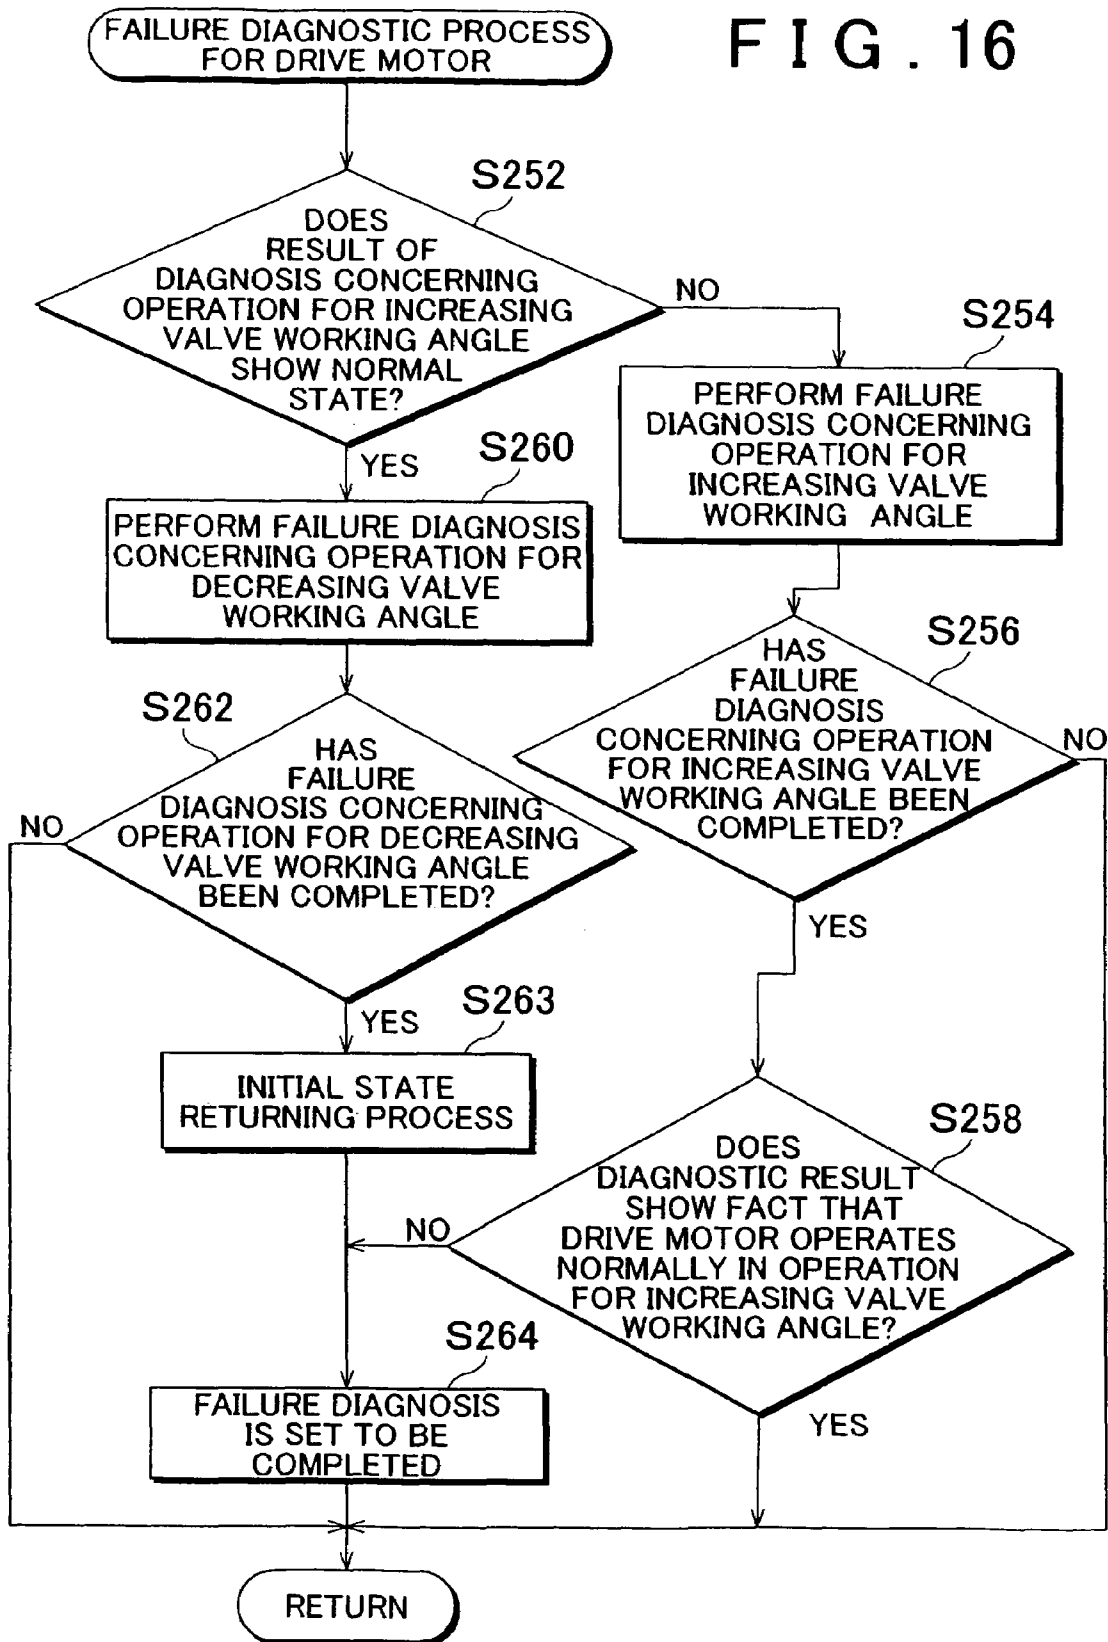 FAILURE DIAGNOSTIC PROCESS
FOR DRIVE MOTOR
FIG. 16
S252
DOES
RESULT OF
DIAGNOSIS CONCERNING
OPERATION FOR INCREASING
VALVE WORKING ANGLE
SHOW NORMAL
STATE?
NO
YES
S254
PERFORM FAILURE
DIAGNOSIS CONCERNING
OPERATION FOR
INCREASING VALVE
WORKING ANGLE
S260
PERFORM FAILURE DIAGNOSIS
CONCERNING OPERATION FOR
DECREASING VALVE
WORKING ANGLE
S256
HAS
FAILURE
DIAGNOSIS
CONCERNING OPERATION
FOR INCREASING VALVE
WORKING ANGLE BEEN
COMPLETED?
NO
YES
S262
HAS
FAILURE
DIAGNOSIS CONCERNING
OPERATION FOR DECREASING
VALVE WORKING ANGLE
BEEN COMPLETED?
NO
YES
S263
INITIAL STATE
RETURNING PROCESS
S258
DOES
DIAGNOSTIC RESULT
SHOW FACT THAT
DRIVE MOTOR OPERATES
NORMALLY IN OPERATION
FOR INCREASING VALVE
WORKING ANGLE?
NO
YES
S264
FAILURE DIAGNOSIS
IS SET TO BE
COMPLETED
RETURN